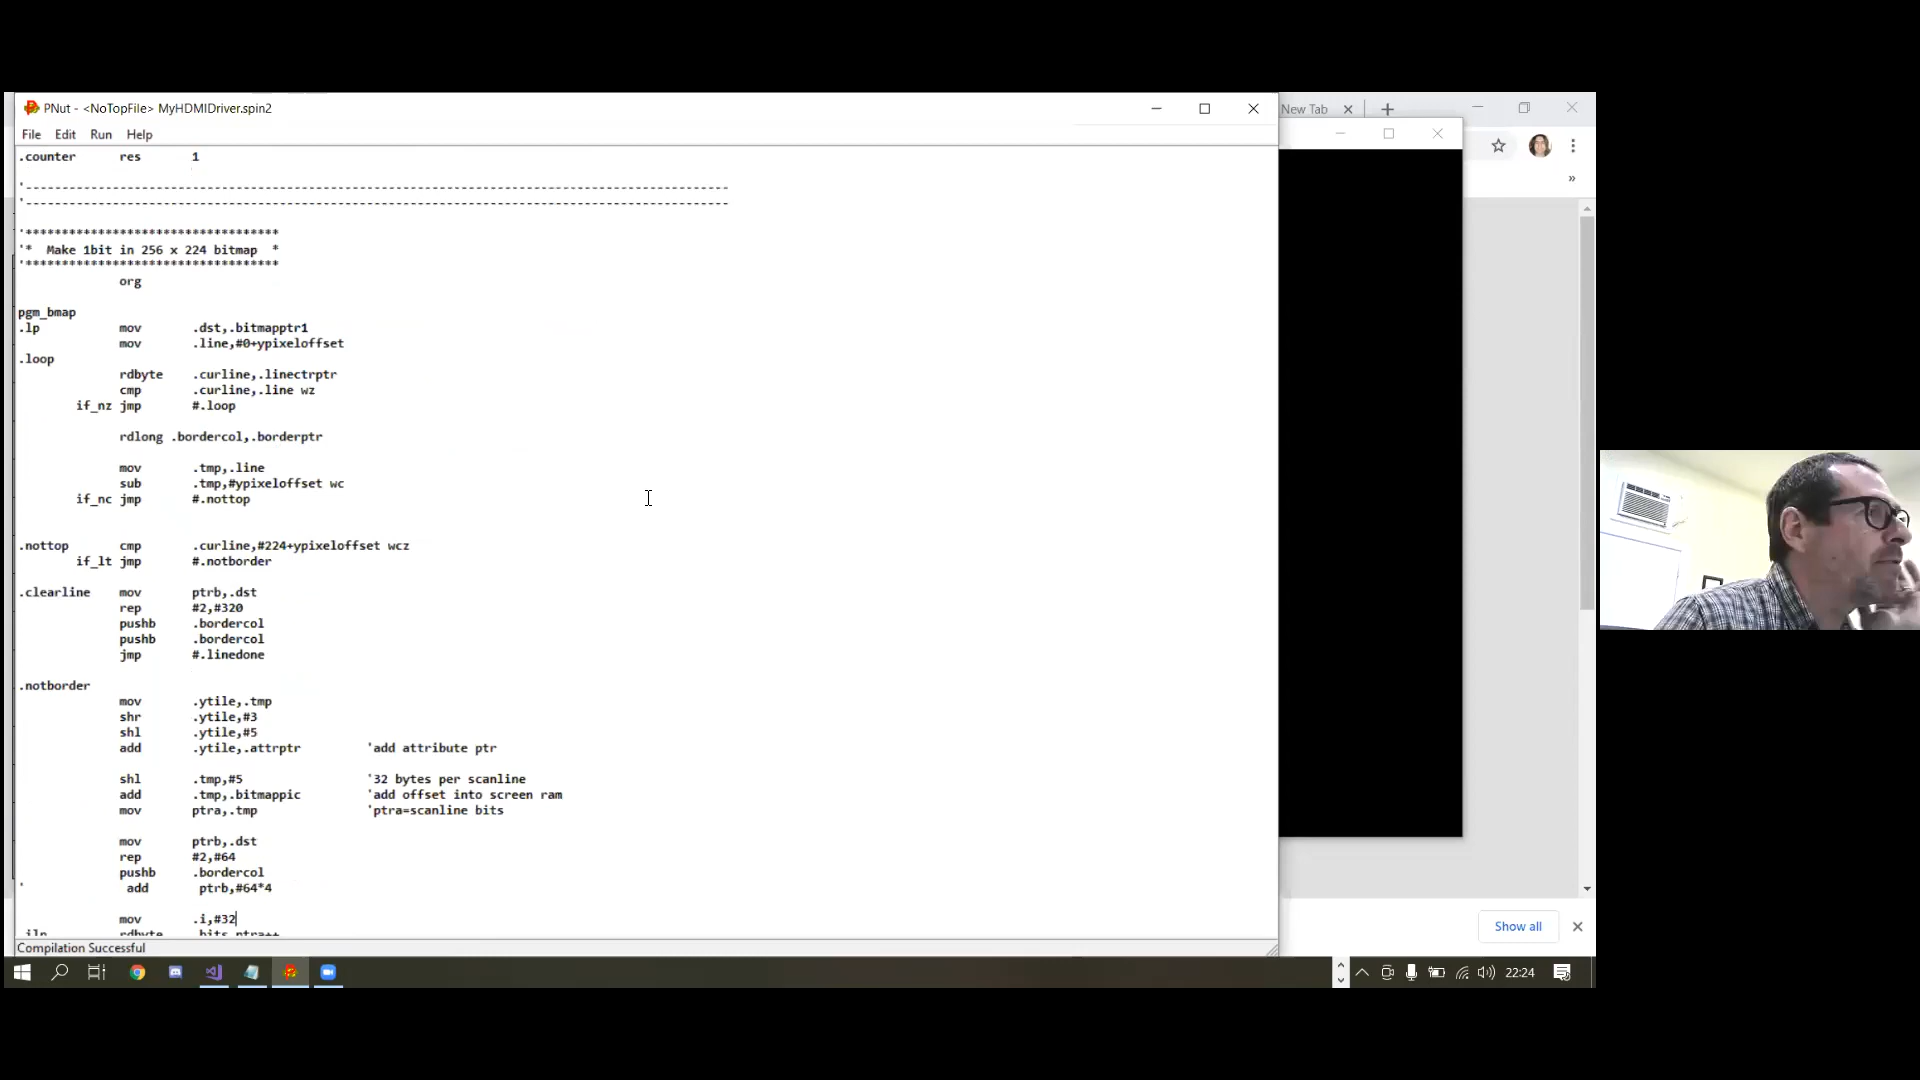 PNut - <NoTopFile> MyHDMIDriver.spin2
New Tab
File Edit Run Help
.counter res 1
'-------------------------------------------------------------------------------------------------
'-------------------------------------------------------------------------------------------------
'***********************************
'* Make 1bit in 256 x 224 bitmap *
'***********************************
org
pgm_bmap
.lp mov .dst,.bitmapptr1
mov .line,#0+ypixeloffset
.loop
rdbyte .curline,.linectrptr
cmp .curline,.line wz
if_nz jmp #.loop
rdlong .bordercol,.borderptr
mov .tmp,.line
sub .tmp,#ypixeloffset wc
if_nc jmp #.nottop
.nottop cmp .curline,#224+ypixeloffset wcz
if_lt jmp #.notborder
.clearline mov ptrb,.dst
rep #2,#320
pushb .bordercol
pushb .bordercol
jmp #.linedone
.notborder
mov .ytile,.tmp
shr .ytile,#3
shl .ytile,#5
add .ytile,.attrptr 'add attribute ptr
shl .tmp,#5 '32 bytes per scanline
add .tmp,.bitmappic 'add offset into screen ram
mov ptra,.tmp 'ptra=scanline bits
mov ptrb,.dst
rep #2,#64
pushb .bordercol
' add ptrb,#64*4
mov .i,#32
.ilp rdbyte .bits,ptra++
Compilation Successful
Show all
22:24